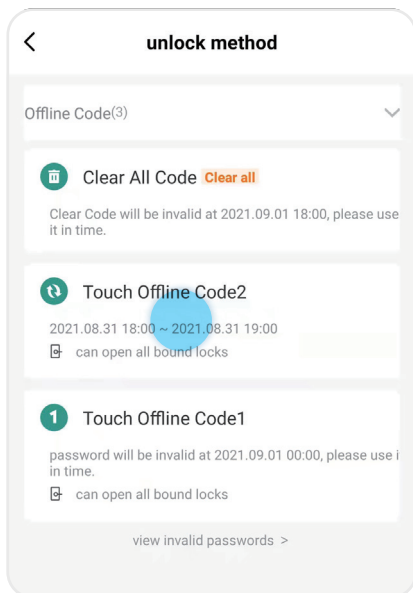 unlock method
Offline Code(3)
Clear All Code Clear all
Clear Code will be invalid at 2021.09.01 18:00, please use
it in time.
Touch Offline Code2
2021.08.31 18:00 ~ 2021.08.31 19:00
can open all bound locks
1 Touch Offline Code1
password will be invalid at 2021.09.01 00:00, please use i
in time.
can open all bound locks
view invalid passwords >